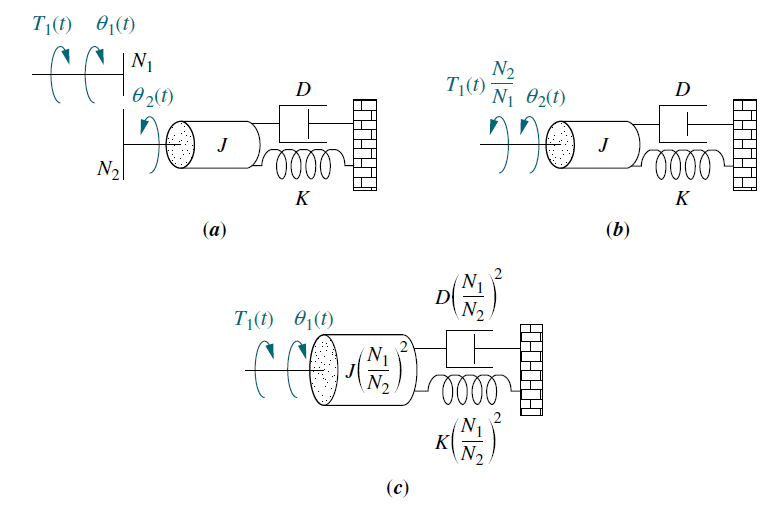 T₁(t) θ₁(t)
N₁
θ₂(t)
D
J
N₂
K
(a)
T₁(t) N₂/N₁ θ₂(t)
D
J
K
(b)
D(N₁/N₂)²
T₁(t) θ₁(t)
J(N₁/N₂)²
K(N₁/N₂)²
(c)